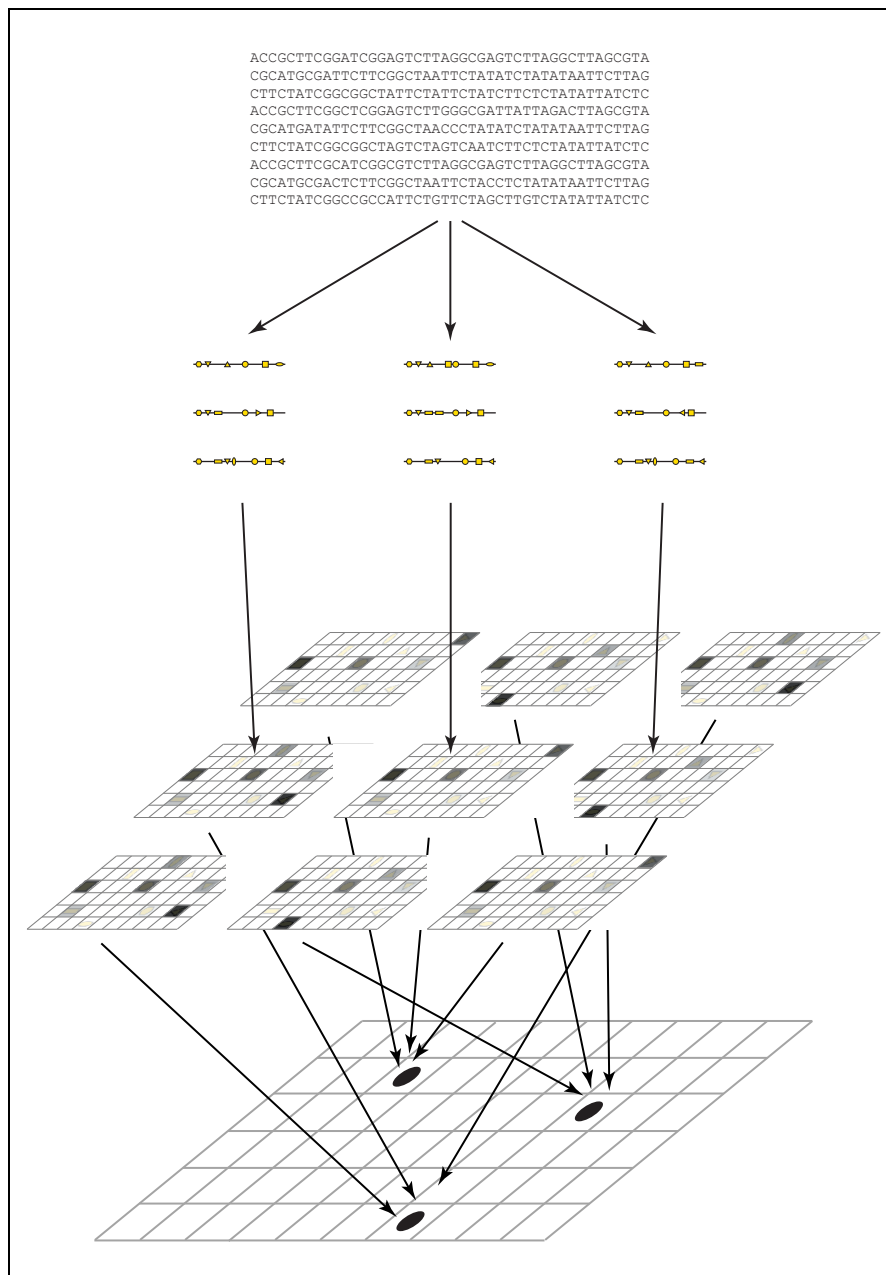 ACCGCTTCGGATCGGAGTCTTAGGCGAGTCTTAGGCTTAGCGTA
CGCATGCGATTCTTCGGCTAATTCTATATCTATATAATTCTTAG
CTTCTATCGGCGGCTATTCTATTCTATCTTCTCTATATTATCTC
ACCGCTTCGGCTCGGAGTCTTGGGCGATTATTAGACTTAGCGTA
CGCATGATATTCTTCGGCTAACCCTATATCTATATAATTCTTAG
CTTCTATCGGCGGCTAGTCTAGTCAATCTTCTCTATATTATCTC
ACCGCTTCGCATCGGCGTCTTAGGCGAGTCTTAGGCTTAGCGTA
CGCATGCGACTCTTCGGCTAATTCTACCTCTATATAATTCTTAG
CTTCTATCGGCCGCCATTCTGTTCTAGCTTGTCTATATTATCTC